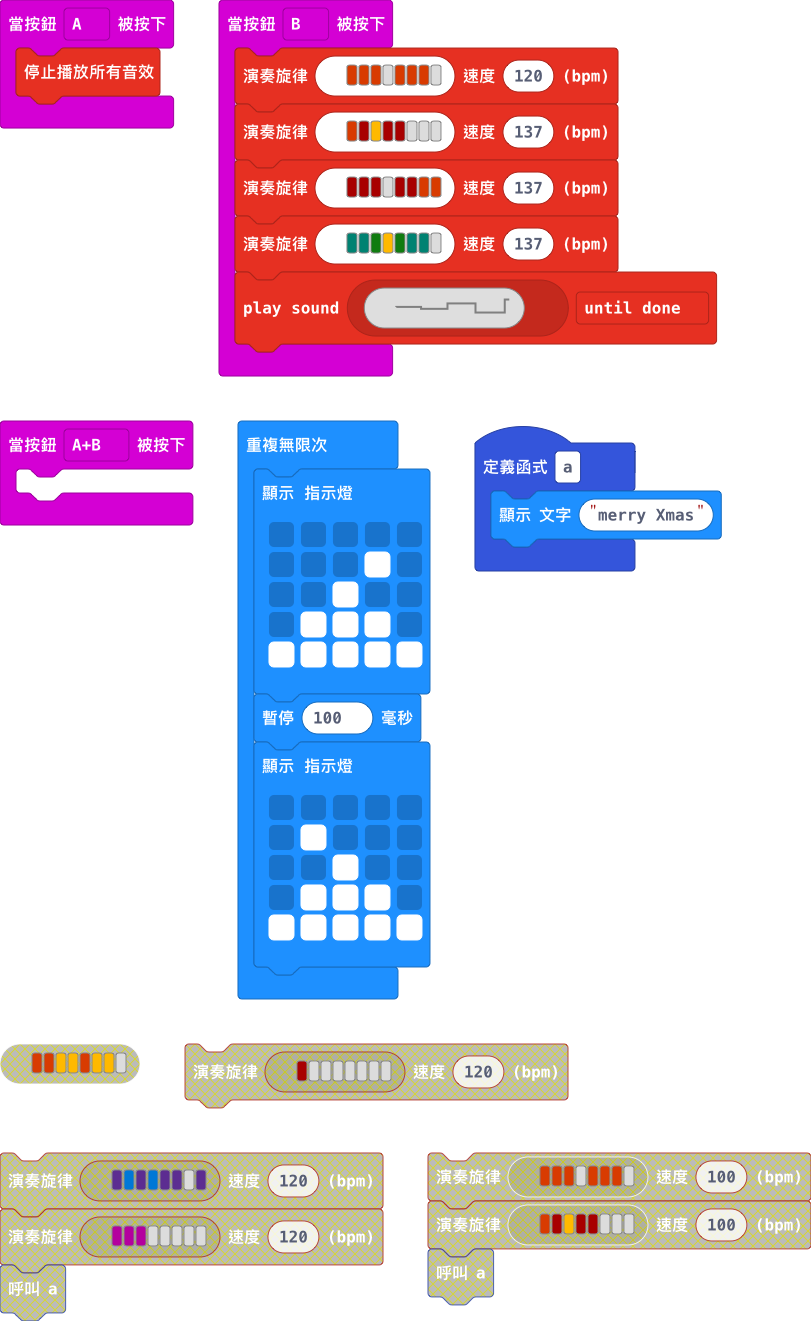 當按鈕 A 被按下
停止播放所有音效
當按鈕 B 被按下
演奏旋律 速度 120 (bpm)
演奏旋律 速度 137 (bpm)
演奏旋律 速度 137 (bpm)
演奏旋律 速度 137 (bpm)
play sound until done
當按鈕 A+B 被按下
重複無限次
顯示 指示燈
暫停 100 毫秒
顯示 指示燈
定義函式 a
顯示 文字 "merry Xmas"
演奏旋律 速度 120 (bpm)
演奏旋律 速度 120 (bpm)
演奏旋律 速度 120 (bpm)
呼叫 a
演奏旋律 速度 100 (bpm)
演奏旋律 速度 100 (bpm)
呼叫 a